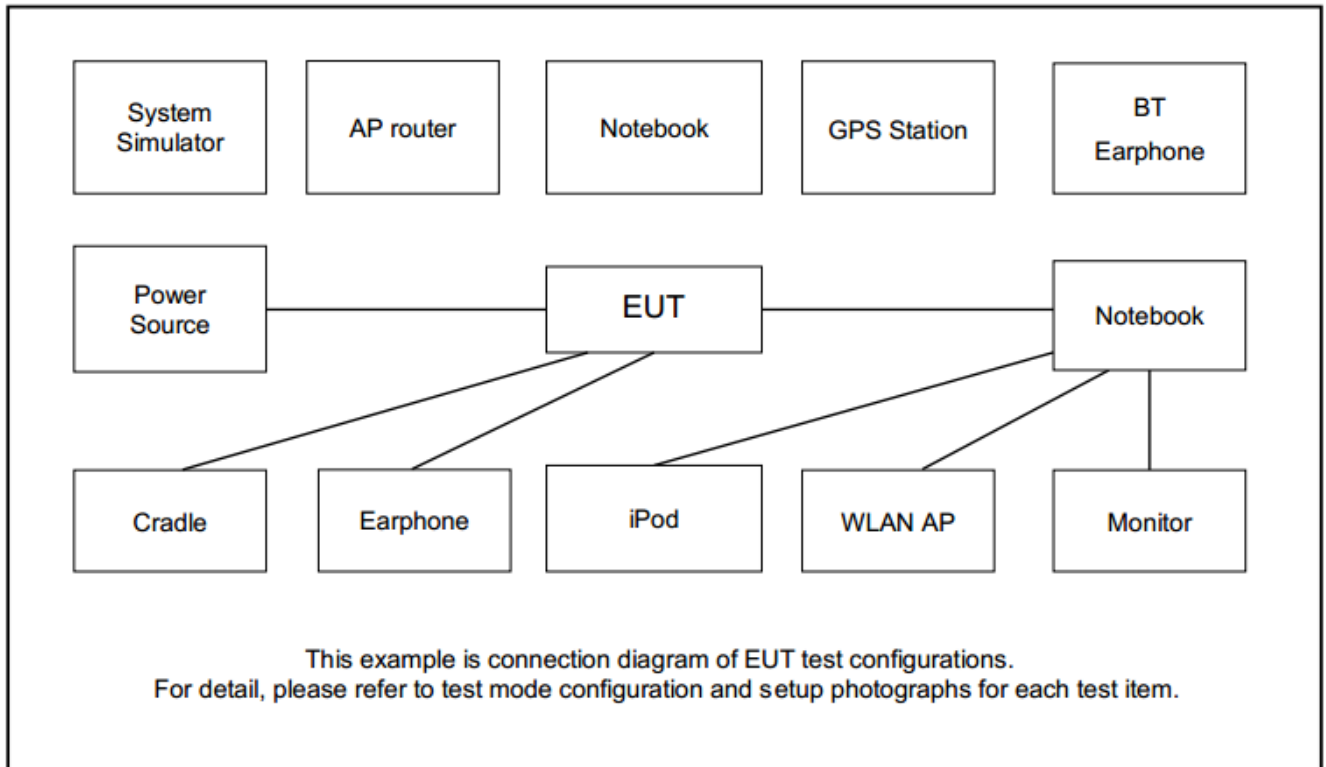 System
Simulator
AP router
Notebook
GPS Station
BT
Earphone
Power
Source
EUT
Notebook
Cradle
Earphone
iPod
WLAN AP
Monitor
This example is connection diagram of EUT test configurations.
For detail, please refer to test mode configuration and setup photographs for each test item.